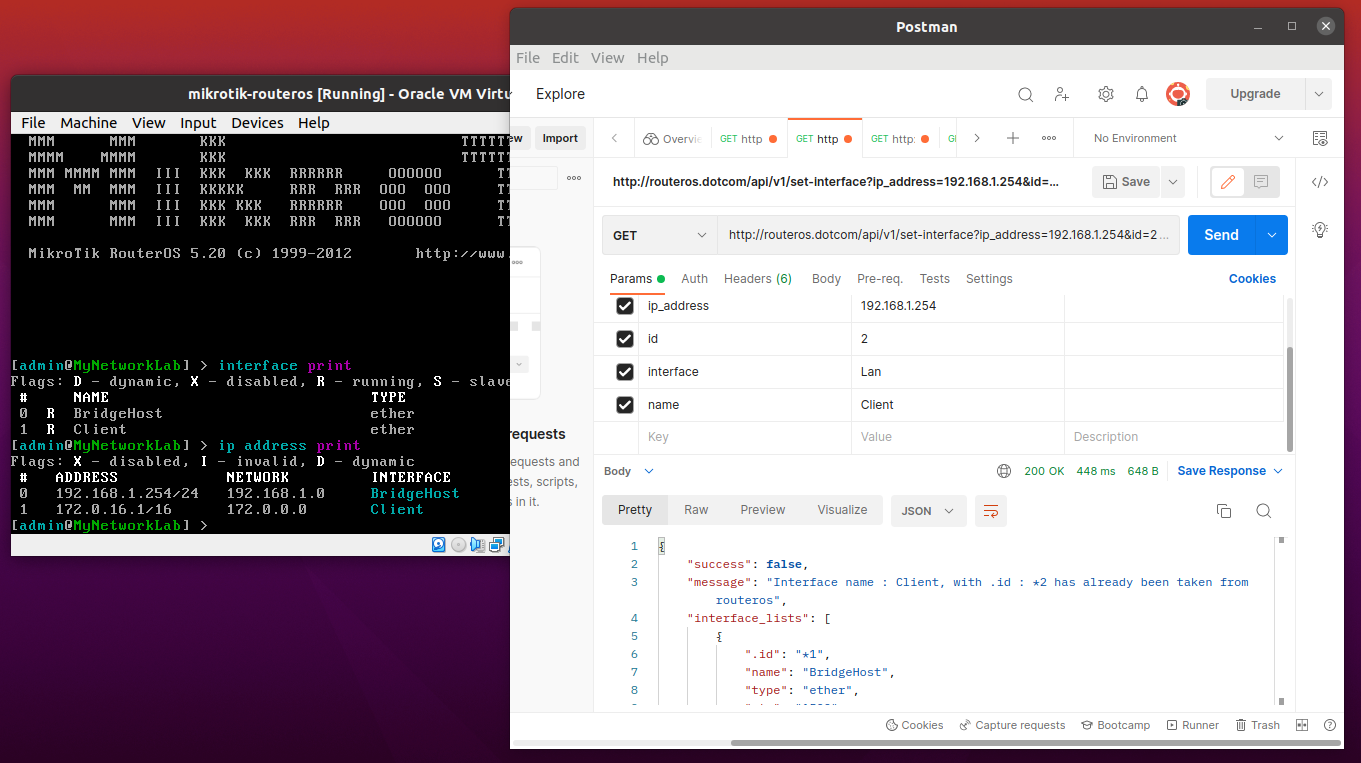 Postman
File Edit View Help
Explore
Upgrade
mikrotik-routeros [Running] - Oracle VM Virtu
File Machine View Input Devices Help
MMM MMM KKK TTTTTT
MMMM MMMM KKK TTTTTT
MMM MMMM MMM III KKK KKK RRRRRR OOOOOO TT
MMM MM MMM III KKKKK RRR RRR OOO OOO TT
MMM MMM III KKK KKK RRRRRR OOO OOO TT
MMM MMM III KKK KKK RRR RRR OOOOOO TT
MikroTik RouterOS 5.20 (c) 1999-2012 http://www.
[admin@MyNetworkLab] > interface print
Flags: D - dynamic, X - disabled, R - running, S - slave
# NAME TYPE
0 R BridgeHost ether
1 R Client ether
[admin@MyNetworkLab] > ip address print
Flags: X - disabled, I - invalid, D - dynamic
# ADDRESS NETWORK INTERFACE
0 192.168.1.254/24 192.168.1.0 BridgeHost
1 172.0.16.1/16 172.0.0.0 Client
[admin@MyNetworkLab] >
ew Import
Overvie GET http GET http GET http: No Environment
http://routeros.dotcom/api/v1/set-interface?ip_address=192.168.1.254&id=...
Save
GET http://routeros.dotcom/api/v1/set-interface?ip_address=192.168.1.254&id=2... Send
Params Auth Headers (6) Body Pre-req. Tests Settings Cookies
ip_address 192.168.1.254
id 2
interface Lan
name Client
Key Value Description
requests
equests and
sts, scripts,
s in it.
Body 200 OK 448 ms 648 B Save Response
Pretty Raw Preview Visualize JSON
1 {
2 "success": false,
3 "message": "Interface name : Client, with .id : *2 has already been taken from
routeros",
4 "interface_lists": [
5 {
6 ".id": "*1",
7 "name": "BridgeHost",
8 "type": "ether",
Cookies Capture requests Bootcamp Runner Trash